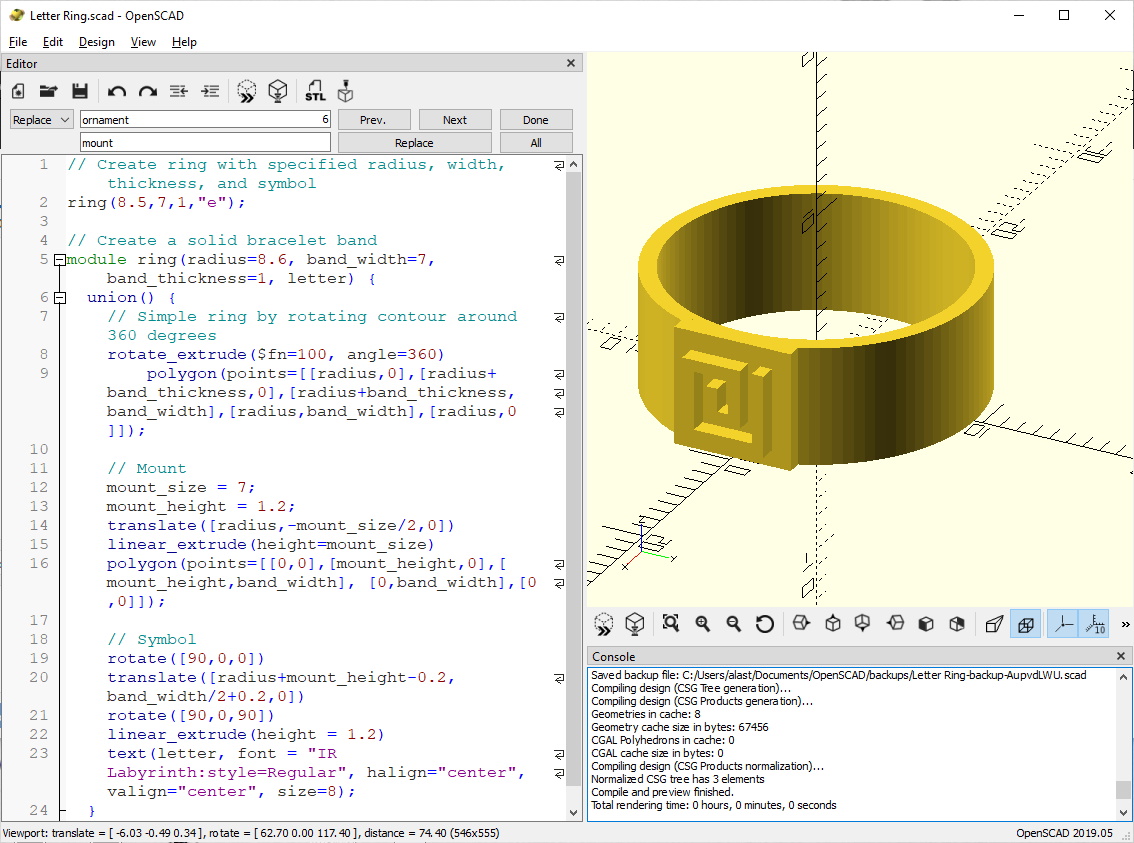 Letter Ring.scad - OpenSCAD
File Edit Design View Help
Editor
STL
Replace ornament 6 Prev. Next Done
mount Replace All
1 // Create ring with specified radius, width,
thickness, and symbol
2 ring(8.5,7,1,"e");
3
4 // Create a solid bracelet band
5 module ring(radius=8.6, band_width=7,
band_thickness=1, letter) {
6 union() {
7 // Simple ring by rotating contour around
360 degrees
8 rotate_extrude($fn=100, angle=360)
9 polygon(points=[[radius,0],[radius+
band_thickness,0],[radius+band_thickness,
band_width],[radius,band_width],[radius,0
]]);
10
11 // Mount
12 mount_size = 7;
13 mount_height = 1.2;
14 translate([radius,-mount_size/2,0])
15 linear_extrude(height=mount_size)
16 polygon(points=[[0,0],[mount_height,0],[
mount_height,band_width], [0,band_width],[0
,0]]);
17
18 // Symbol
19 rotate([90,0,0])
20 translate([radius+mount_height-0.2,
band_width/2+0.2,0])
21 rotate([90,0,90])
22 linear_extrude(height = 1.2)
23 text(letter, font = "IR
Labyrinth:style=Regular", halign="center",
valign="center", size=8);
24 }
z
x y
10
Console
Saved backup file: C:/Users/alast/Documents/OpenSCAD/backups/Letter Ring-backup-AupvdLWU.scad
Compiling design (CSG Tree generation)...
Compiling design (CSG Products generation)...
Geometries in cache: 8
Geometry cache size in bytes: 67456
CGAL Polyhedrons in cache: 0
CGAL cache size in bytes: 0
Compiling design (CSG Products normalization)...
Normalized CSG tree has 3 elements
Compile and preview finished.
Total rendering time: 0 hours, 0 minutes, 0 seconds
Viewport: translate = [ -6.03 -0.49 0.34 ], rotate = [ 62.70 0.00 117.40 ], distance = 74.40 (546x555) OpenSCAD 2019.05